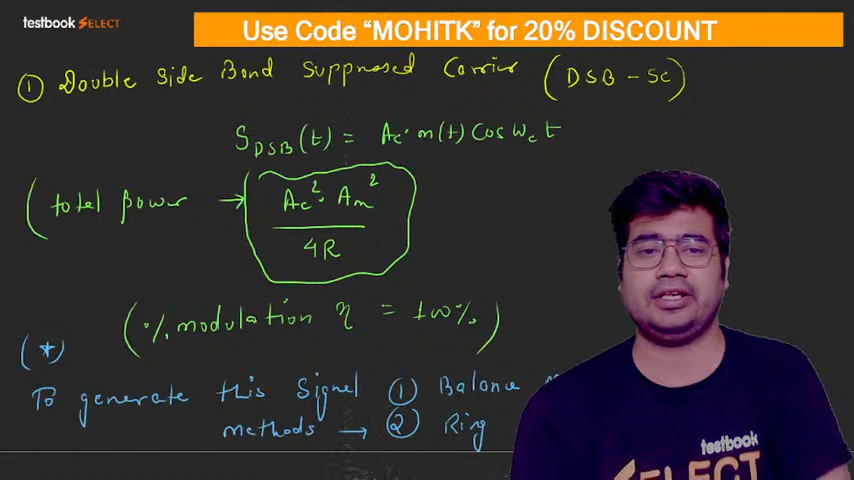 testbook SELECT
Use Code “MOHITK” for 20% DISCOUNT
① Double Side Band Suppressed Carrier (DSB - SC)
S_DSB(t) = Ac·m(t) Cos ωc t
(total power → Ac²·Am²
4R
(% modulation η = 100%)
(*)
To generate this Signal ① Balance
methods → ② Ring
testbook
SELECT